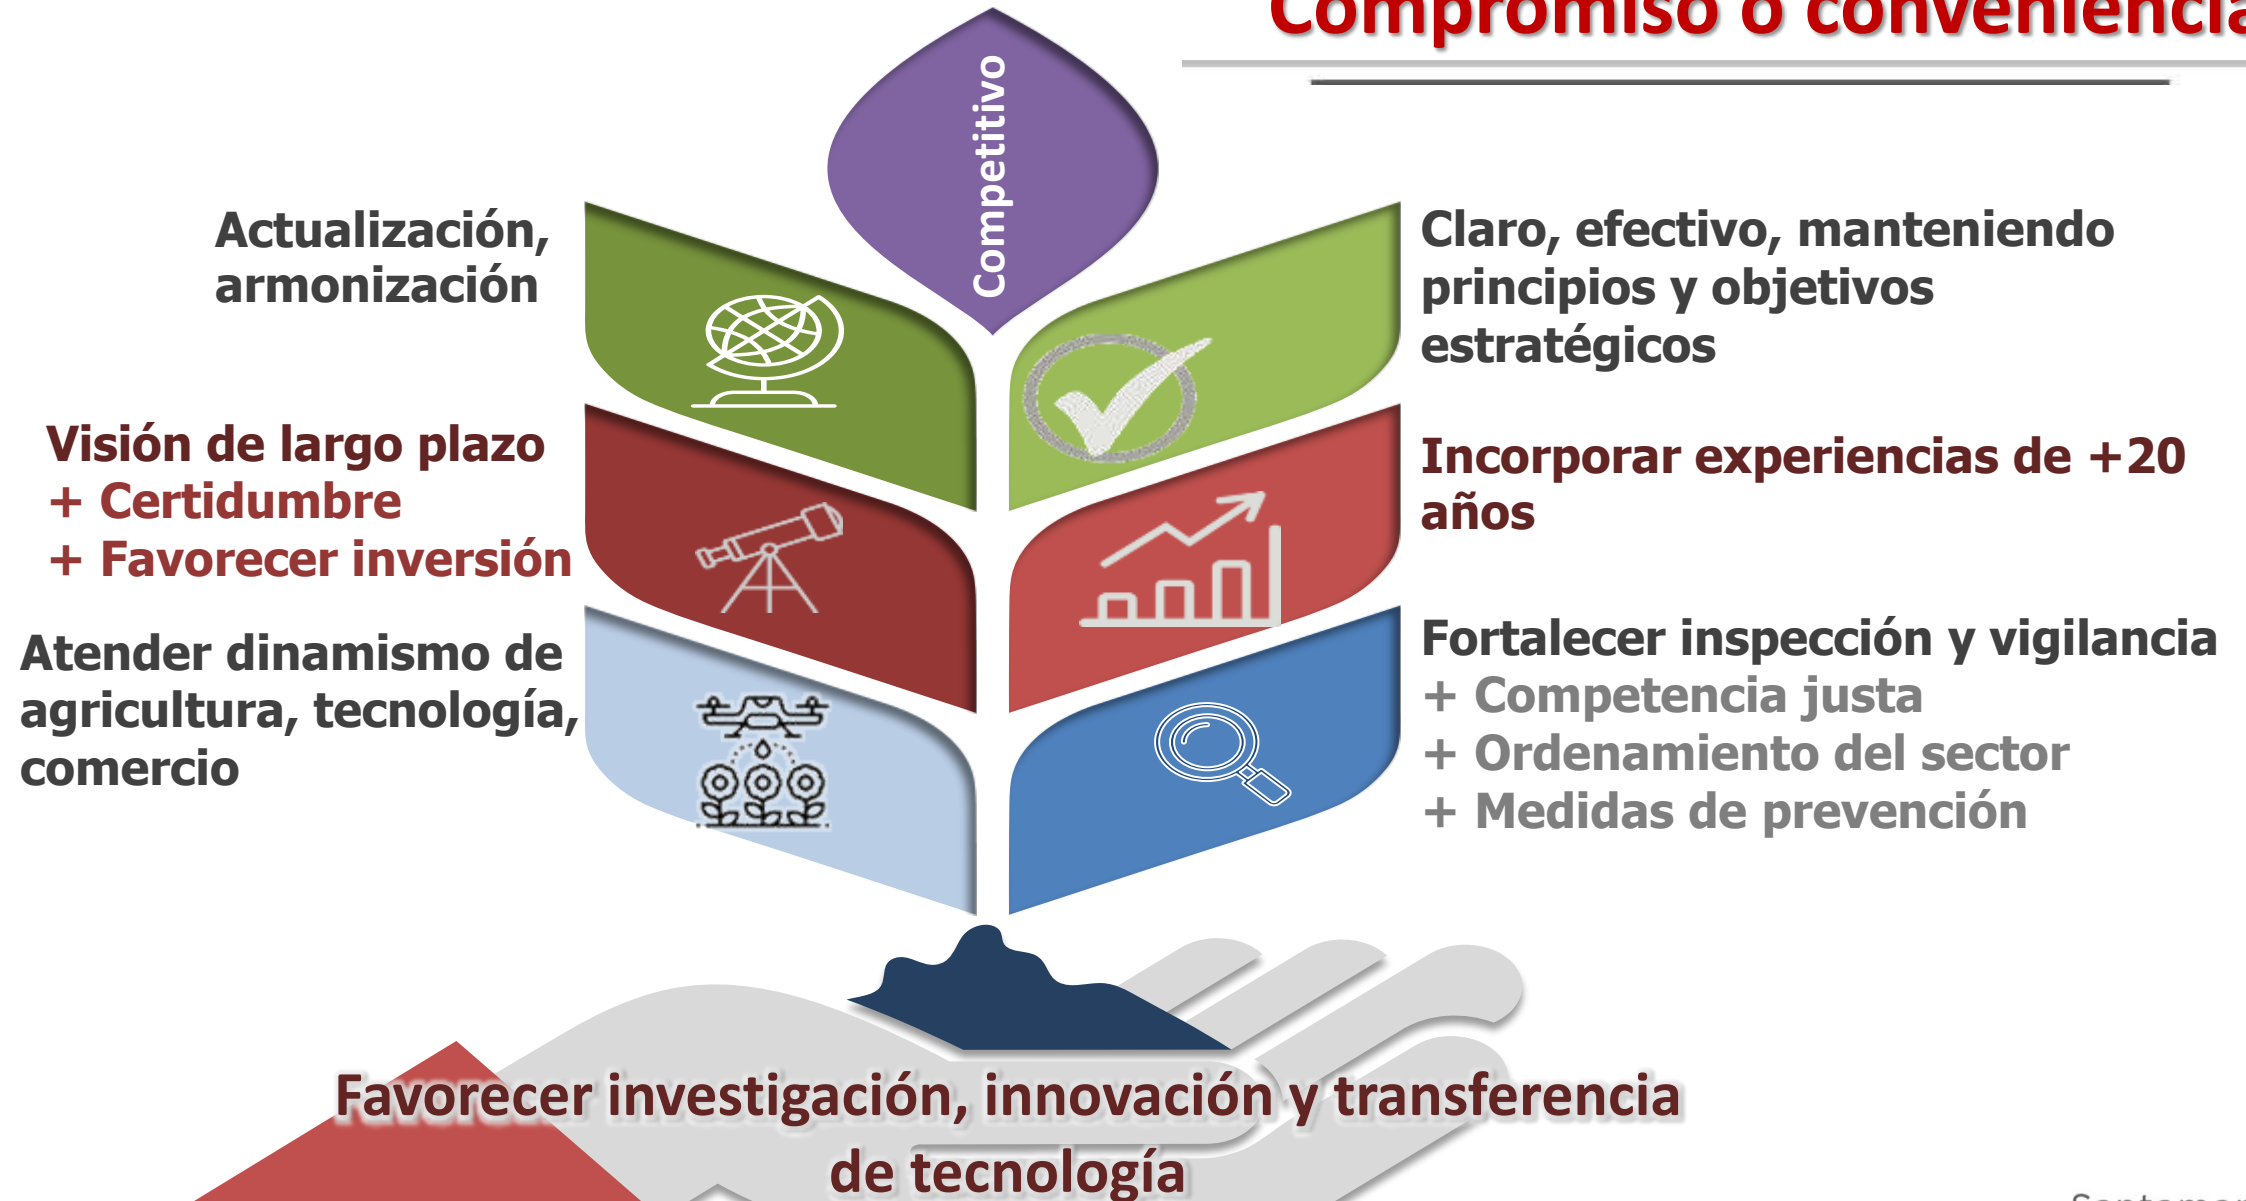 Compromiso o conveniencia
Competitivo
Actualización,
armonización
Visión de largo plazo
+ Certidumbre
+ Favorecer inversión
Atender dinamismo de
agricultura, tecnología,
comercio
Claro, efectivo, manteniendo
principios y objetivos
estratégicos
Incorporar experiencias de +20
años
Fortalecer inspección y vigilancia
+ Competencia justa
+ Ordenamiento del sector
+ Medidas de prevención
Favorecer investigación, innovación y transferencia
de tecnología